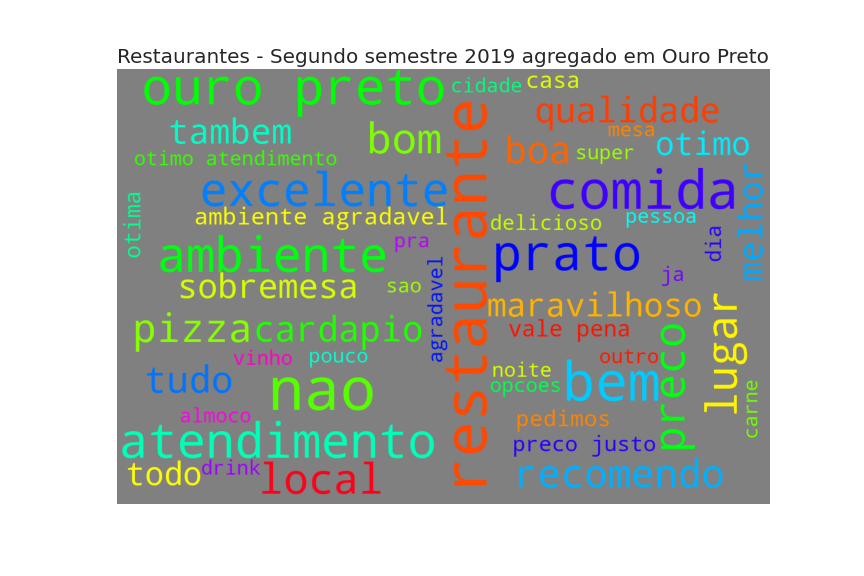 Restaurantes - Segundo semestre 2019 agregado em Ouro Preto
ouro preto
cidade
casa
qualidade
tambem
bom
mesa
boa
super
otimo
otimo atendimento
excelente
restaurante
comida
melhor
otima
ambiente agradavel
delicioso
pessoa
pra
dia
ambiente
prato
sobremesa
sao
agradavel
ja
maravilhoso
lugar
pizza
cardapio
vale pena
preco
vinho
pouco
outro
tudo
nao
noite
opcoes
bem
carne
almoco
pedimos
atendimento
preco justo
todo
drink
local
recomendo